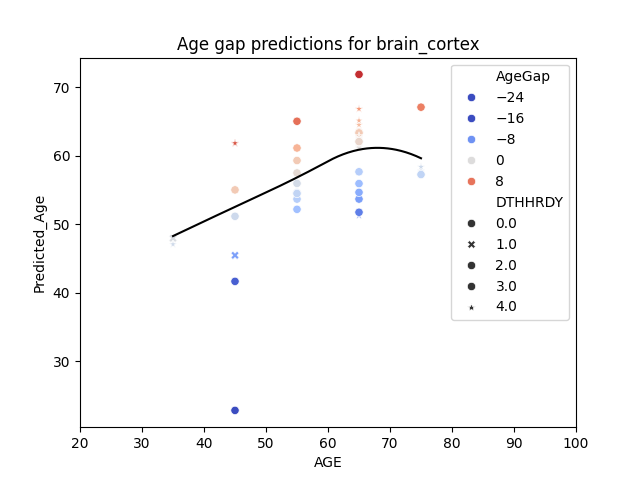 Age gap predictions for brain_cortex
Predicted_Age
70
60
50
40
30
20 30 40 50 60 70 80 90 100
AGE
AgeGap
−24
−16
−8
0
8
DTHHRDY
0.0
1.0
2.0
3.0
4.0